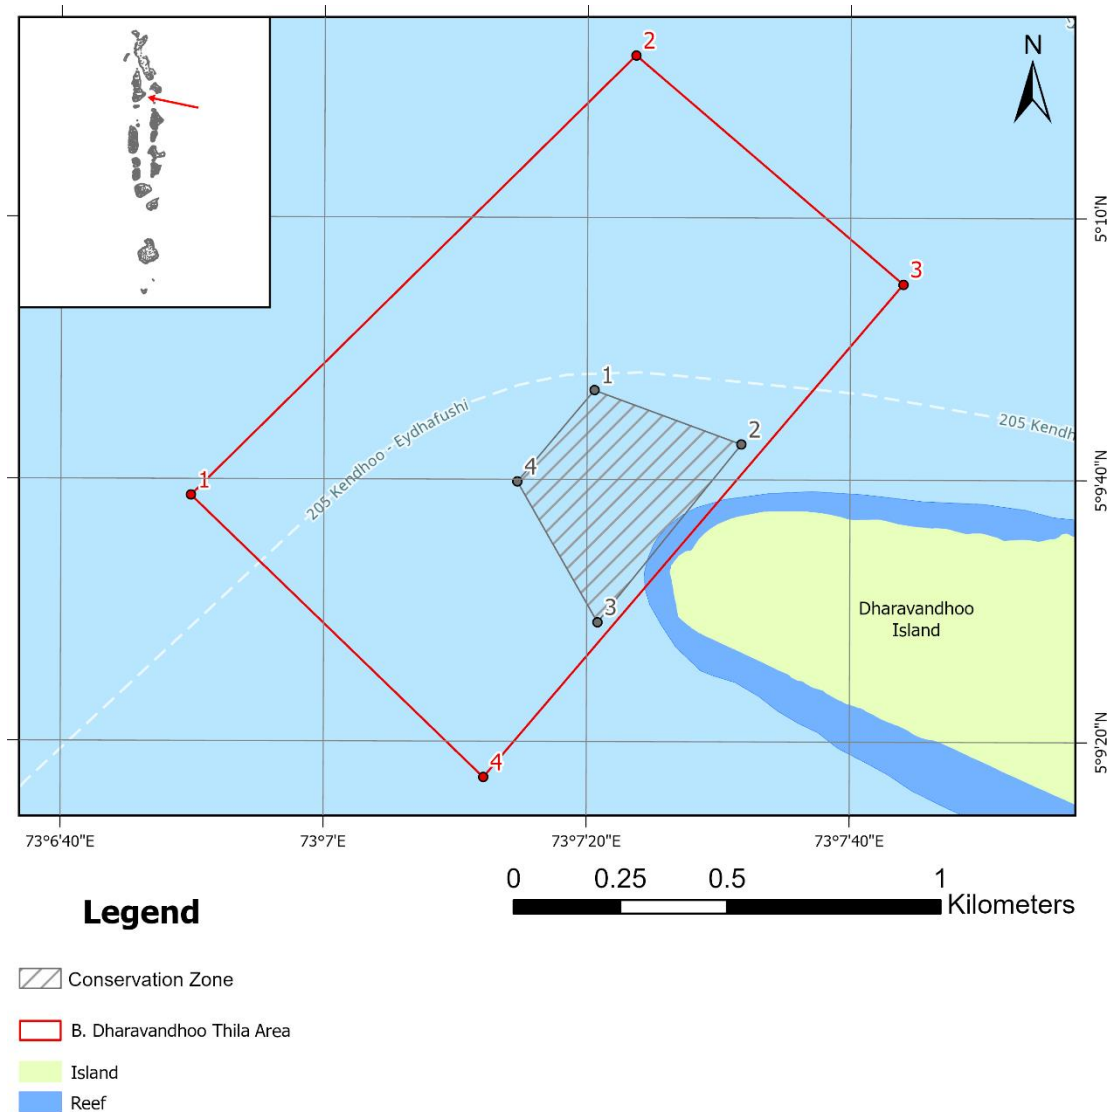 N
2
3
1
4
1
2
3
4
205 Kendhoo - Eydhafushi
205 Kendh
Dharavandhoo
Island
5°10'N
5°9'40"N
5°9'20"N
73°6'40"E
73°7'E
73°7'20"E
73°7'40"E
0 0.25 0.5 1
Kilometers
Legend
Conservation Zone
B. Dharavandhoo Thila Area
Island
Reef